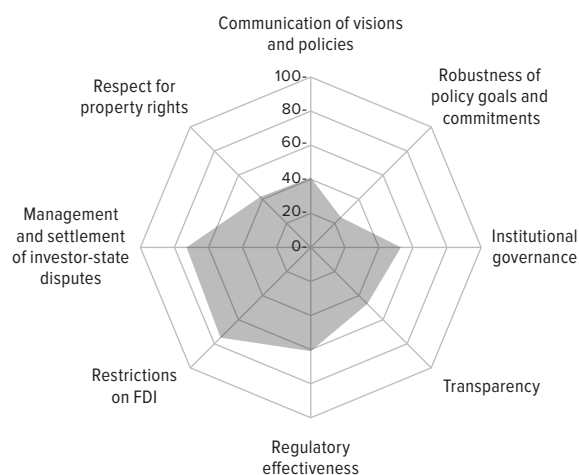 Communication of visions
and policies
Robustness of
policy goals and
commitments
Institutional
governance
Transparency
Regulatory
effectiveness
Restrictions
on FDI
Management
and settlement
of investor-state
disputes
Respect for
property rights
100-
80-
60-
40-
20-
0-